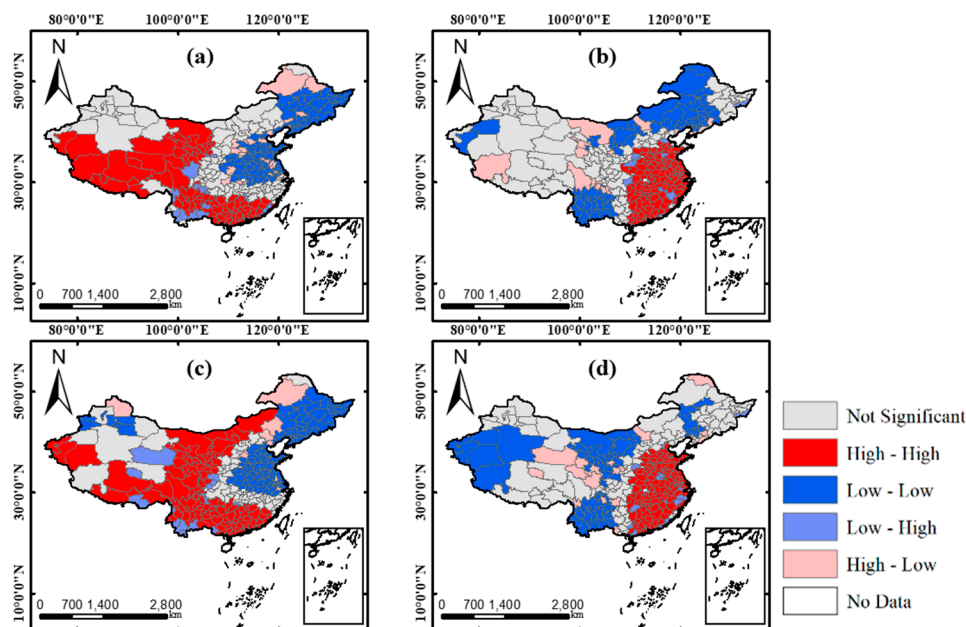 80°0'0"E 100°0'0"E 120°0'0"E
80°0'0"E 100°0'0"E 120°0'0"E
N
(a)
50°0'0"N
30°0'0"N
10°0'0"N
0 700 1,400 2,800
km
N
(b)
50°0'0"N
30°0'0"N
10°0'0"N
0 700 1,400 2,800
km
80°0'0"E 100°0'0"E 120°0'0"E
80°0'0"E 100°0'0"E 120°0'0"E
N
(c)
50°0'0"N
30°0'0"N
10°0'0"N
0 700 1,400 2,800
km
N
(d)
50°0'0"N
30°0'0"N
10°0'0"N
0 700 1,400 2,800
km
Not Significant
High - High
Low - Low
Low - High
High - Low
No Data